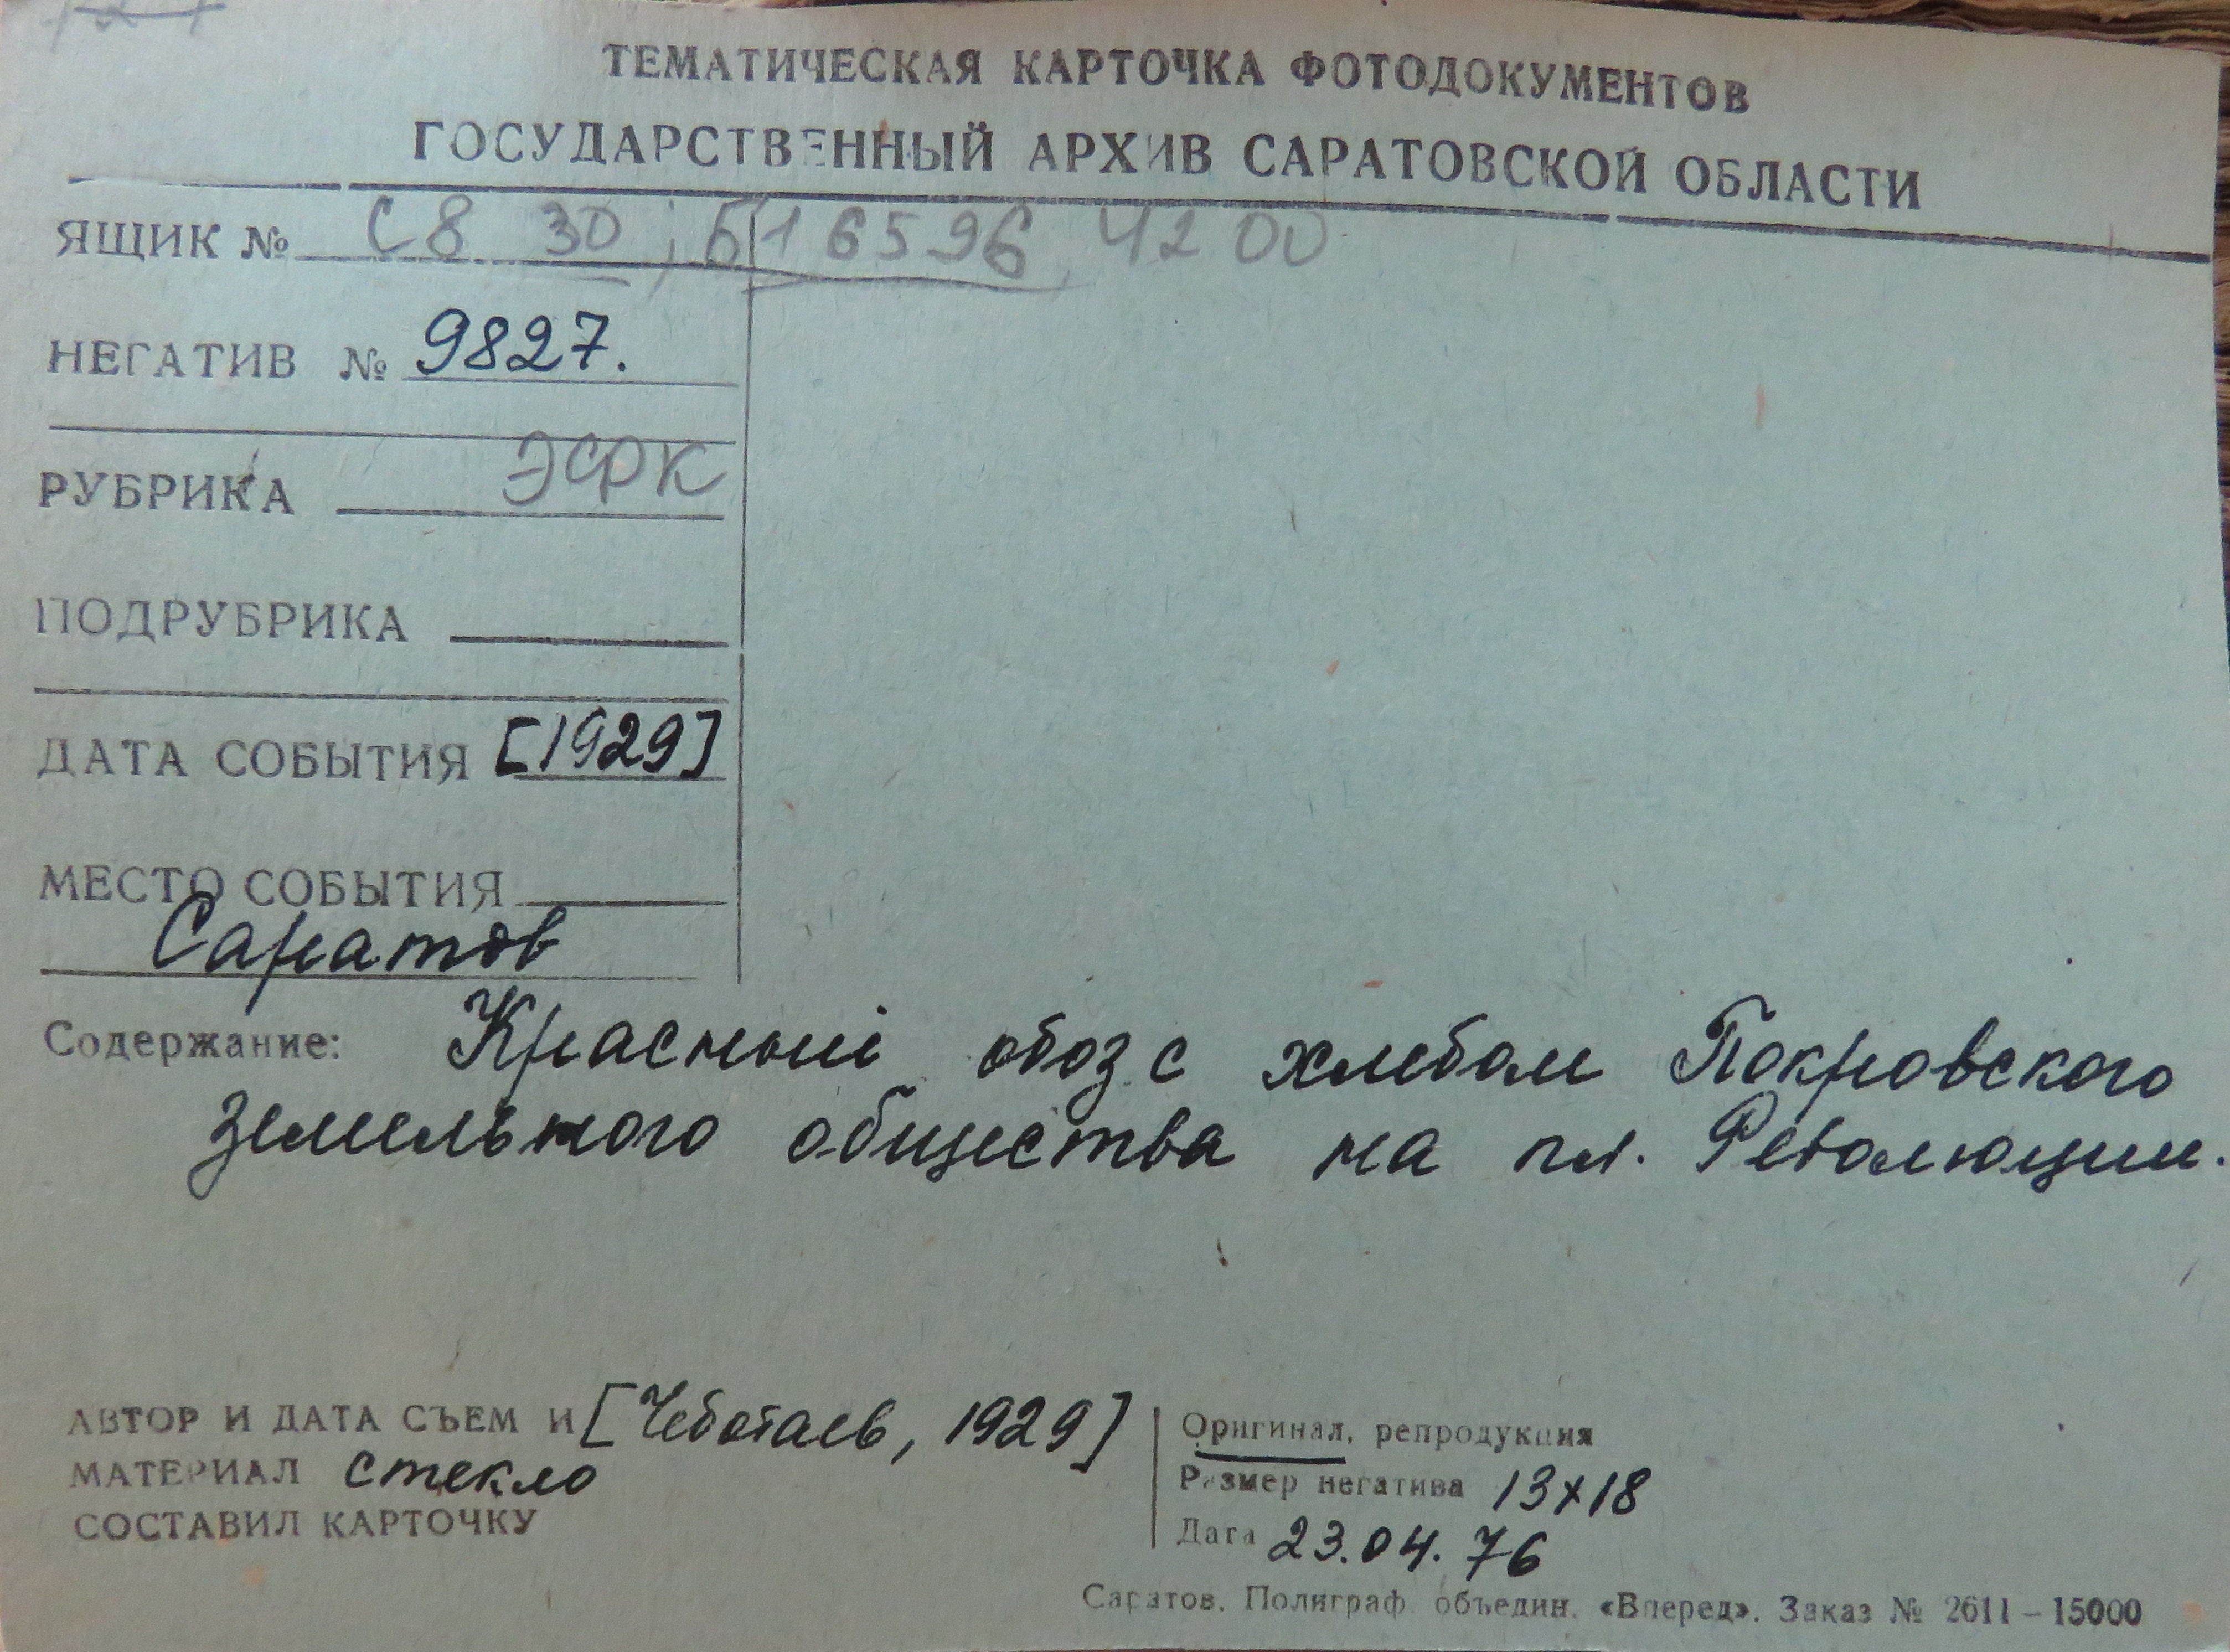 ТЕМАТИЧЕСКАЯ КАРТОЧКА ФОТОДОКУМЕНТОВ
ГОСУДАРСТВЕННЫЙ АРХИВ САРАТОВСКОЙ ОБЛАСТИ
ЯЩИК № С8 30; Б116596 4200
НЕГАТИВ № 9827.
РУБРИКА ЭФК
ПОДРУБРИКА
ДАТА СОБЫТИЯ [1929]
МЕСТО СОБЫТИЯ
Саратов
Содержание: Красный обоз с хлебом Покровского
земельного общества на пл. Революции.
АВТОР И ДАТА СЪЕМ И [Чеботаев, 1929]
МАТЕРИАЛ стекло
СОСТАВИЛ КАРТОЧКУ
Оригинал, репродукция
Размер негатива 13х18
Дата 23.04.76
Саратов. Полиграф. объедин. «Вперед». Заказ № 2611–15000